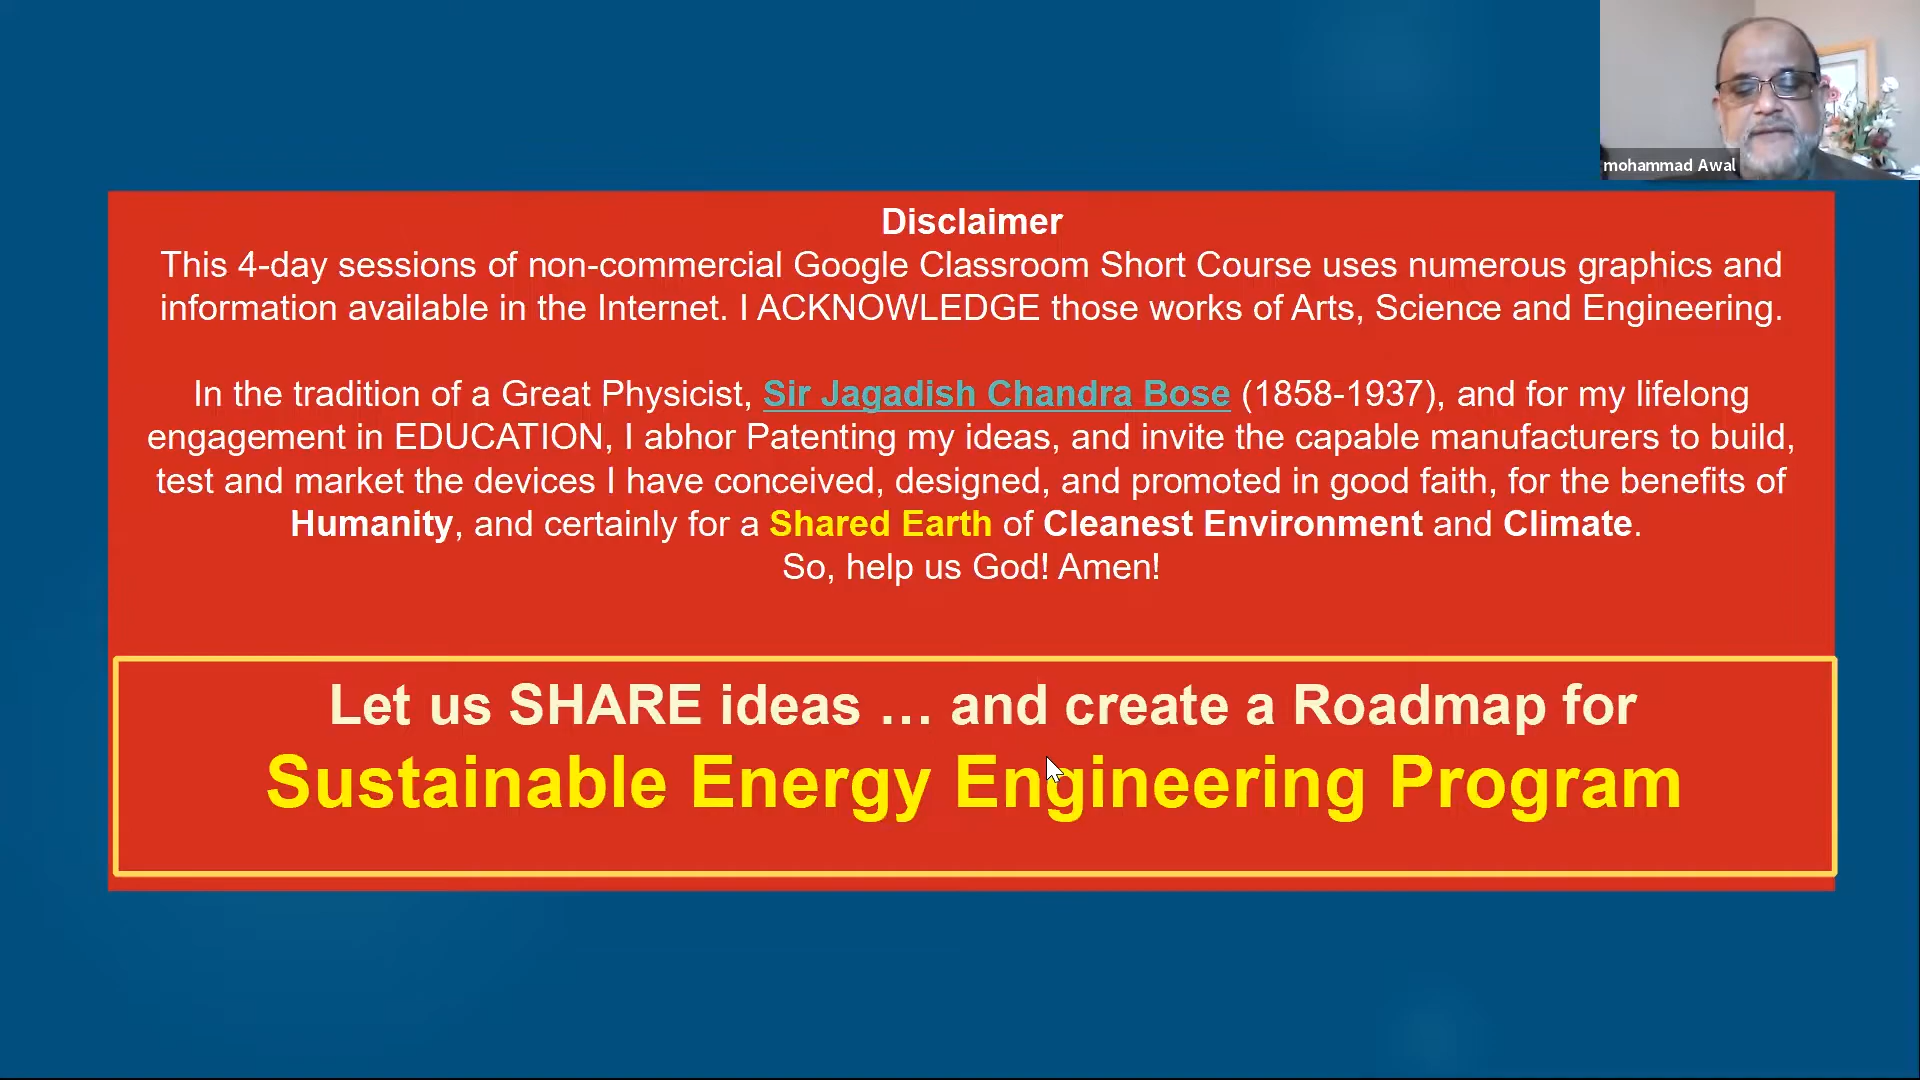 mohammad Awal
Disclaimer
This 4-day sessions of non-commercial Google Classroom Short Course uses numerous graphics and
information available in the Internet. I ACKNOWLEDGE those works of Arts, Science and Engineering.
In the tradition of a Great Physicist, Sir Jagadish Chandra Bose (1858-1937), and for my lifelong
engagement in EDUCATION, I abhor Patenting my ideas, and invite the capable manufacturers to build,
test and market the devices I have conceived, designed, and promoted in good faith, for the benefits of
Humanity, and certainly for a Shared Earth of Cleanest Environment and Climate.
So, help us God! Amen!
Let us SHARE ideas … and create a Roadmap for
Sustainable Energy Engineering Program